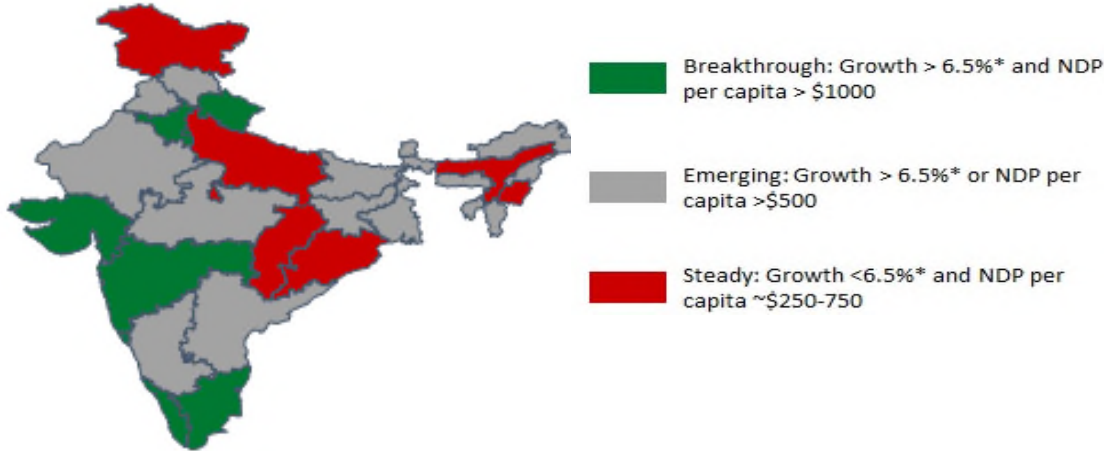 Breakthrough: Growth > 6.5%* and NDP
per capita > $1000
Emerging: Growth > 6.5%* or NDP per
capita >$500
Steady: Growth <6.5%* and NDP per
capita ~$250-750